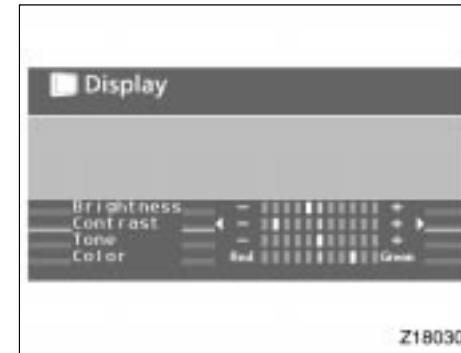 Display
Brightness - +
Contrast - +
Tone - +
Color Red Green
Z18030